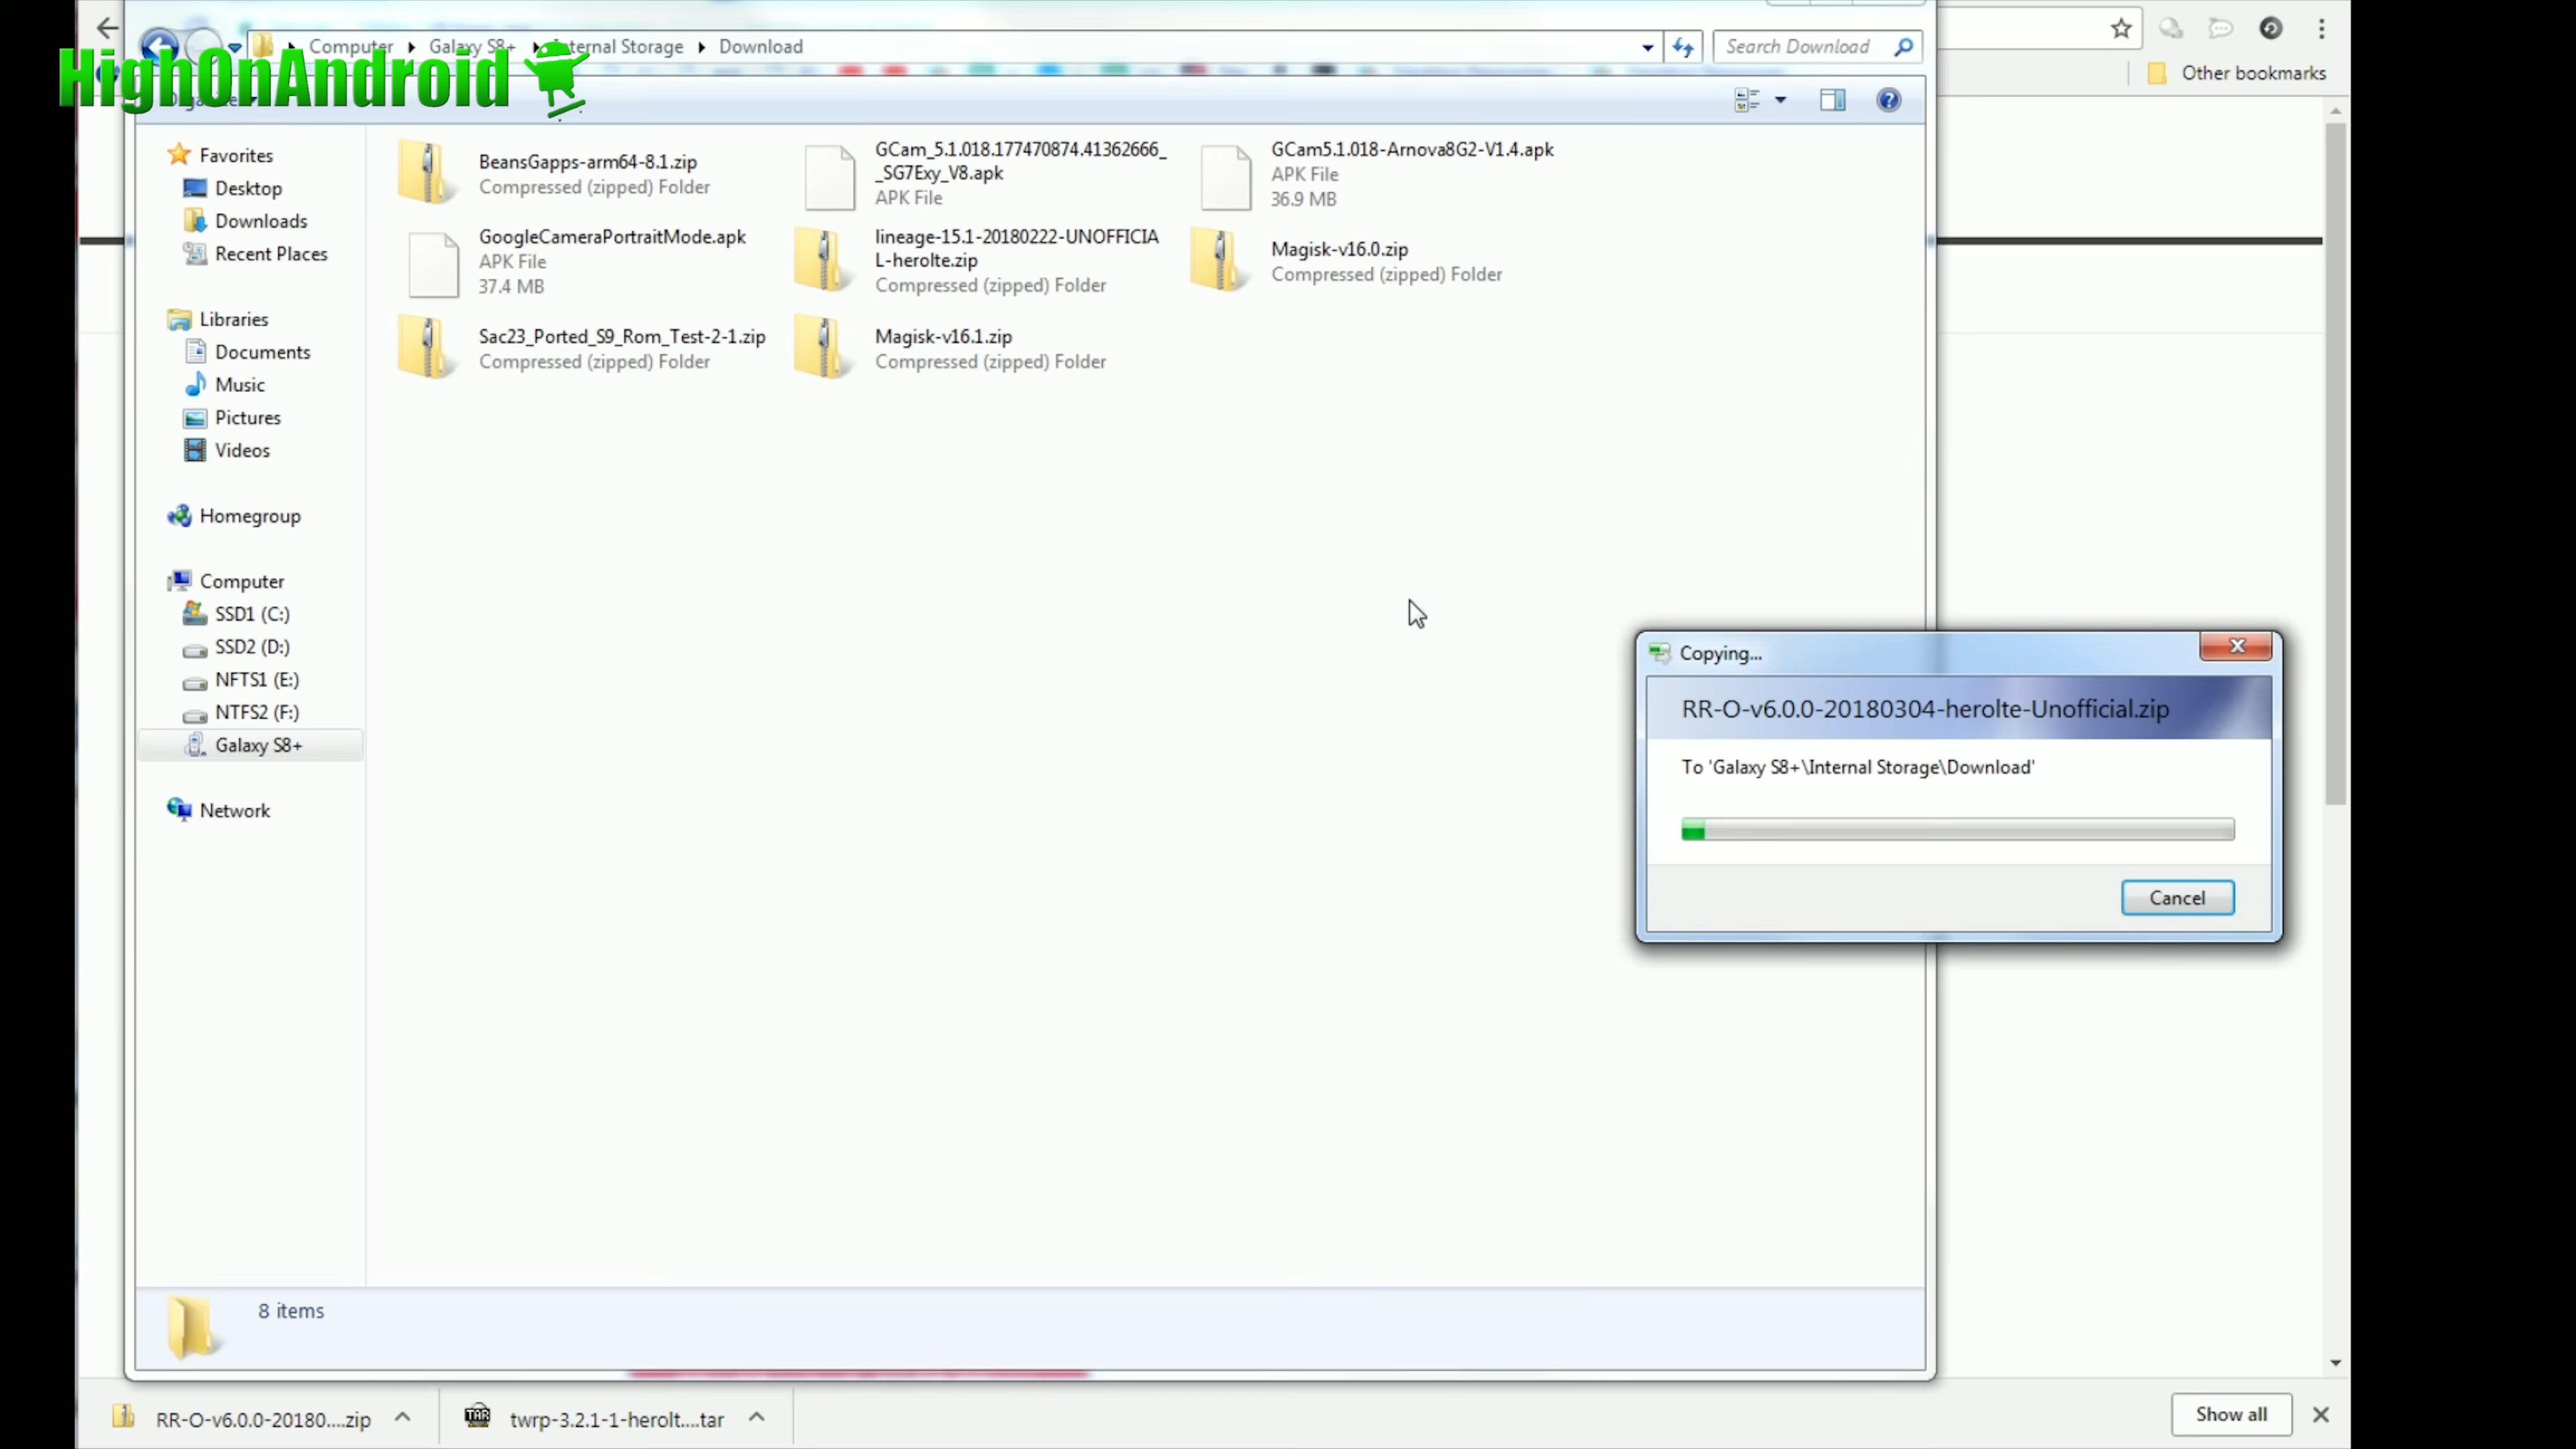 HighOnAndroid
Computer
Galaxy S8+
Internal Storage
Download
Search Download
Other bookmarks
Favorites
Desktop
Downloads
Recent Places
Libraries
Documents
Music
Pictures
Videos
Homegroup
Computer
SSD1 (C:)
SSD2 (D:)
NFTS1 (E:)
NTFS2 (F:)
Galaxy S8+
Network
BeansGapps-arm64-8.1.zip
Compressed (zipped) Folder
GCam_5.1.018.177470874.41362666_
_SG7Exy_V8.apk
APK File
GCam5.1.018-Arnova8G2-V1.4.apk
APK File
36.9 MB
GoogleCameraPortraitMode.apk
APK File
37.4 MB
lineage-15.1-20180222-UNOFFICIA
L-herolte.zip
Compressed (zipped) Folder
Magisk-v16.0.zip
Compressed (zipped) Folder
Sac23_Ported_S9_Rom_Test-2-1.zip
Compressed (zipped) Folder
Magisk-v16.1.zip
Compressed (zipped) Folder
Copying...
RR-O-v6.0.0-20180304-herolte-Unofficial.zip
To 'Galaxy S8+\Internal Storage\Download'
Cancel
8 items
RR-O-v6.0.0-20180....zip
TAR
twrp-3.2.1-1-herolt....tar
Show all